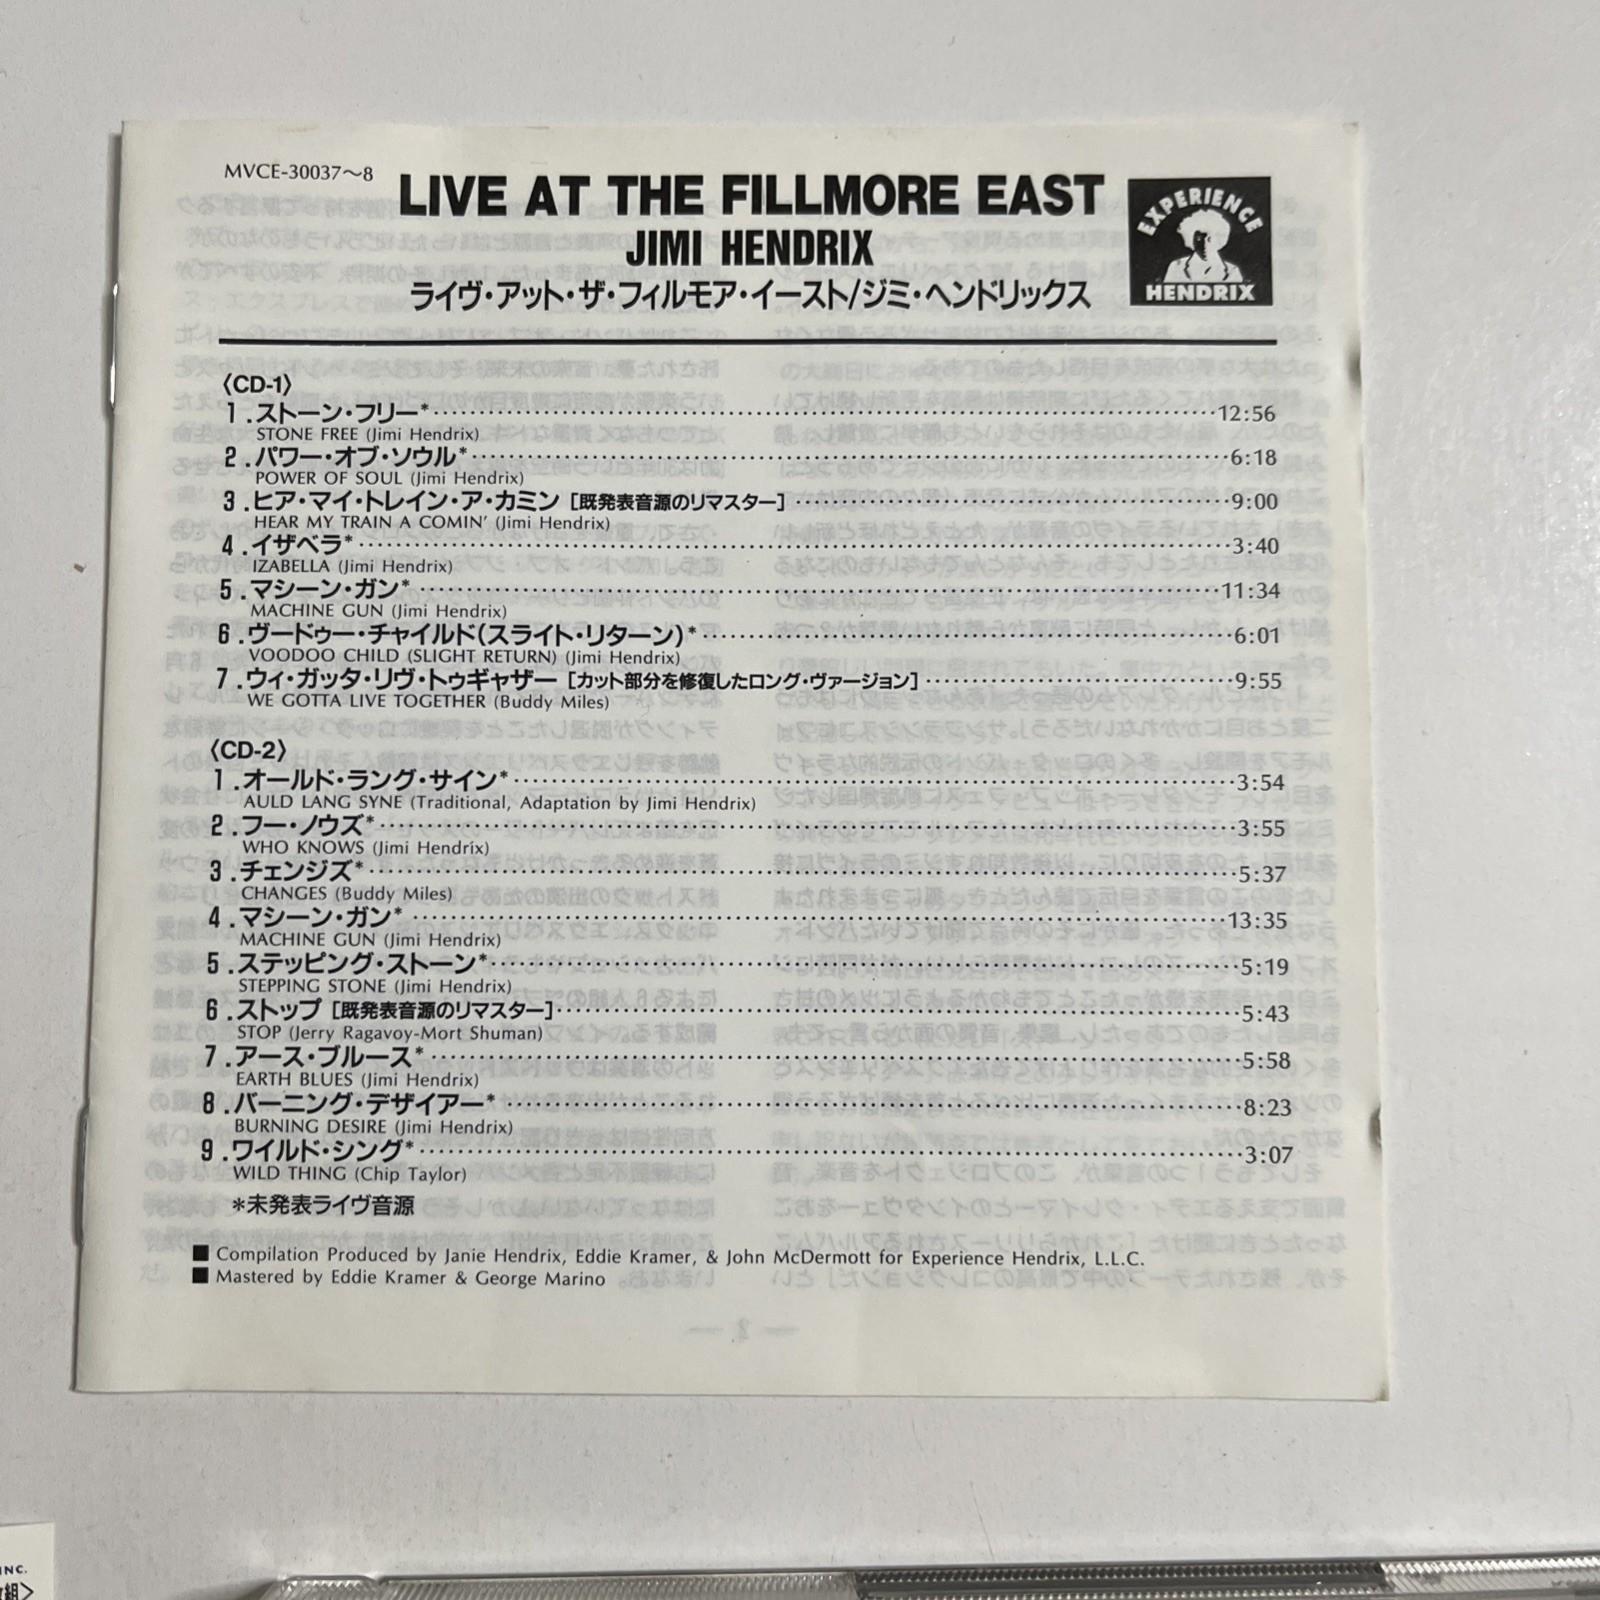 MVCE-30037〜8
LIVE AT THE FILLMORE EAST
JIMI HENDRIX
ライヴ・アット・ザ・フィルモア・イースト/ジミ・ヘンドリックス
EXPERIENCE
HENDRIX
〈CD-1〉
1.ストーン・フリー*……12:56
STONE FREE (Jimi Hendrix)
2.パワー・オブ・ソウル*……6:18
POWER OF SOUL (Jimi Hendrix)
3.ヒア・マイ・トレイン・ア・カミン [既発表音源のリマスター]……9:00
HEAR MY TRAIN A COMIN' (Jimi Hendrix)
4.イザベラ*……3:40
IZABELLA (Jimi Hendrix)
5.マシーン・ガン*……11:34
MACHINE GUN (Jimi Hendrix)
6.ヴードゥー・チャイルド(スライト・リターン)*……6:01
VOODOO CHILD (SLIGHT RETURN) (Jimi Hendrix)
7.ウィ・ガッタ・リヴ・トゥギャザー [カット部分を修復したロング・ヴァージョン]……9:55
WE GOTTA LIVE TOGETHER (Buddy Miles)
〈CD-2〉
1.オールド・ラング・サイン*……3:54
AULD LANG SYNE (Traditional, Adaptation by Jimi Hendrix)
2.フー・ノウズ*……3:55
WHO KNOWS (Jimi Hendrix)
3.チェンジズ*……5:37
CHANGES (Buddy Miles)
4.マシーン・ガン*……13:35
MACHINE GUN (Jimi Hendrix)
5.ステッピング・ストーン*……5:19
STEPPING STONE (Jimi Hendrix)
6.ストップ [既発表音源のリマスター]……5:43
STOP (Jerry Ragavoy-Mort Shuman)
7.アース・ブルース*……5:58
EARTH BLUES (Jimi Hendrix)
8.バーニング・デザイアー*……8:23
BURNING DESIRE (Jimi Hendrix)
9.ワイルド・シング*……3:07
WILD THING (Chip Taylor)
*未発表ライヴ音源
■ Compilation Produced by Janie Hendrix, Eddie Kramer, & John McDermott for Experience Hendrix, L.L.C.
■ Mastered by Eddie Kramer & George Marino
INC.
組〉